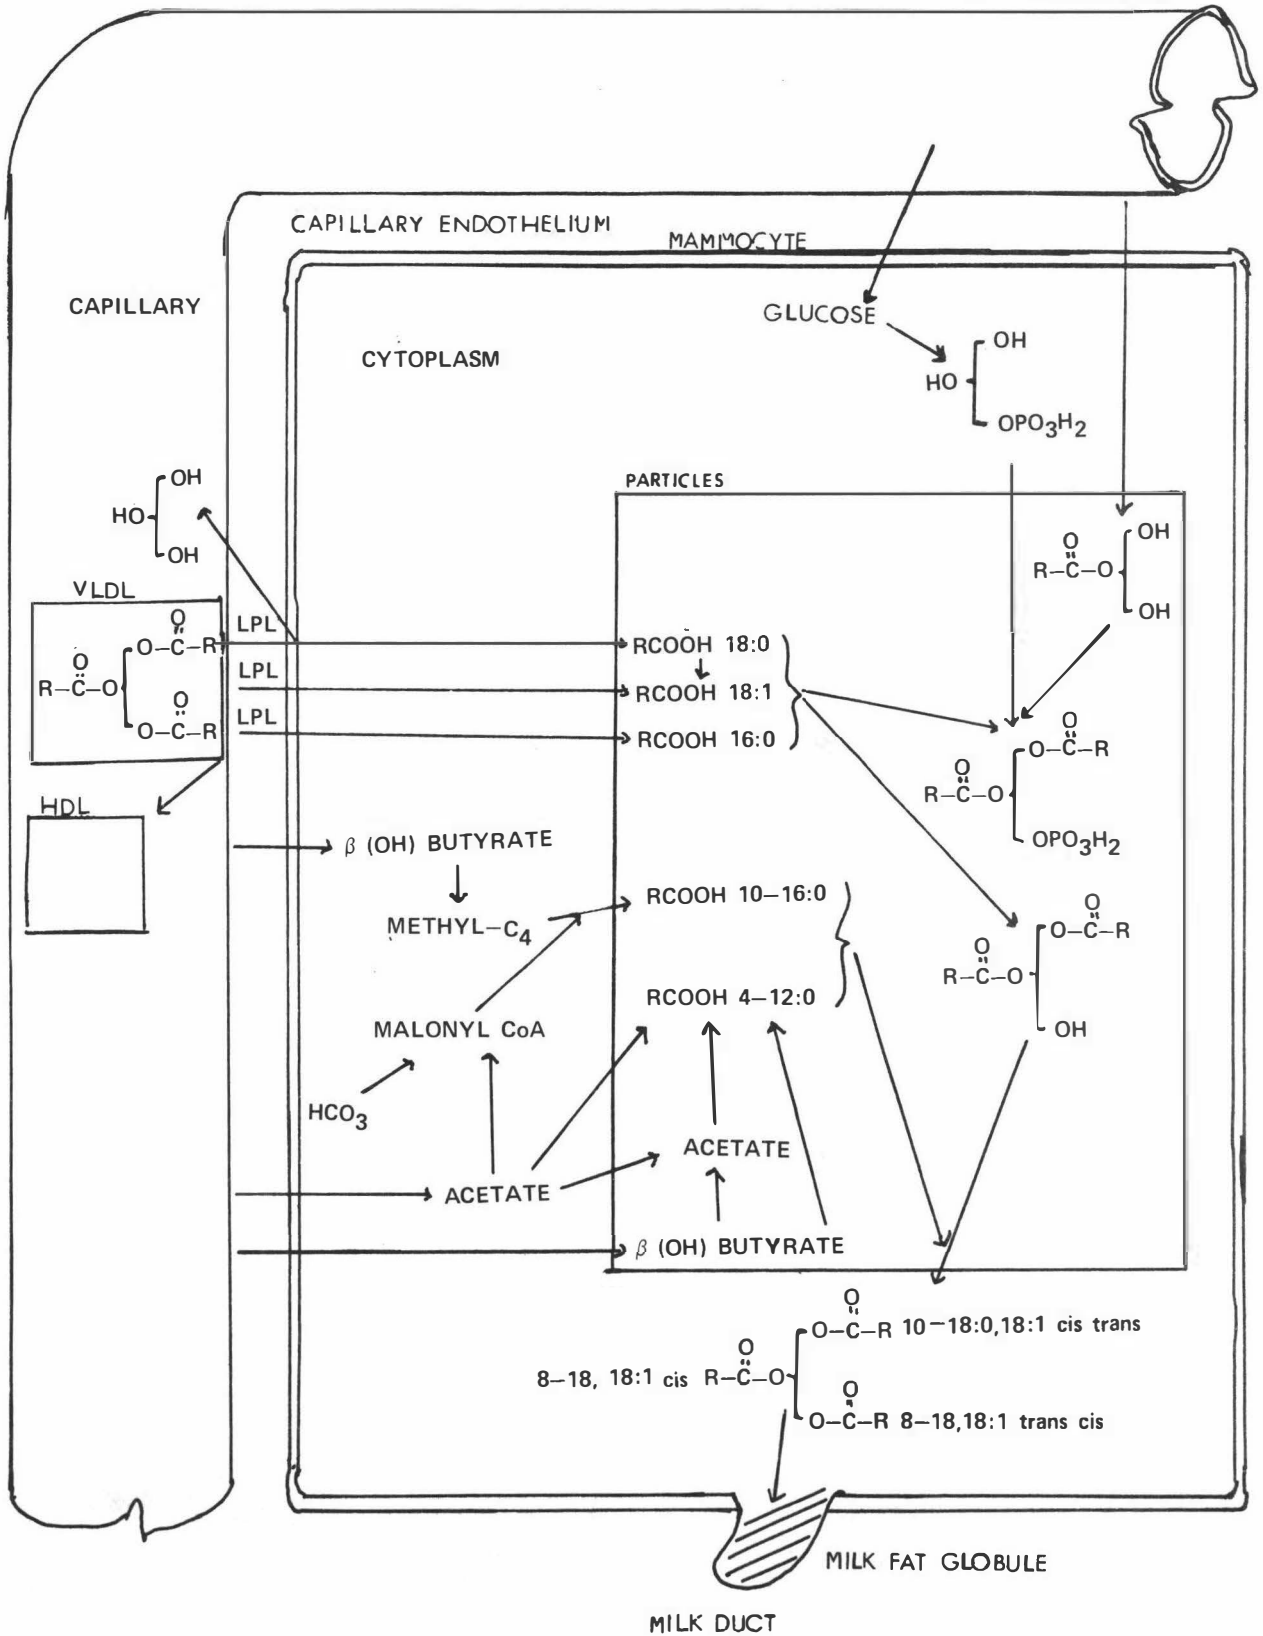 CAPILLARY ENDOTHELIUM
MAMMOCYTE
CAPILLARY
GLUCOSE
CYTOPLASM
OH
HO
OPO3H2
PARTICLES
OH
HO
OH
O
R-C-O
OH
OH
VLDL
O
O-C-R
O
R-C-O
O
O-C-R
LPL
LPL
LPL
RCOOH 18:0
RCOOH 18:1
RCOOH 16:0
O
O-C-R
O
R-C-O
OPO3H2
HDL
β (OH) BUTYRATE
METHYL-C4
RCOOH 10-16:0
O
O-C-R
O
R-C-O
OH
RCOOH 4-12:0
MALONYL CoA
HCO3
ACETATE
ACETATE
β (OH) BUTYRATE
O
O-C-R 10-18:0,18:1 cis trans
O
8-18, 18:1 cis R-C-O
O
O-C-R 8-18,18:1 trans cis
MILK FAT GLOBULE
MILK DUCT